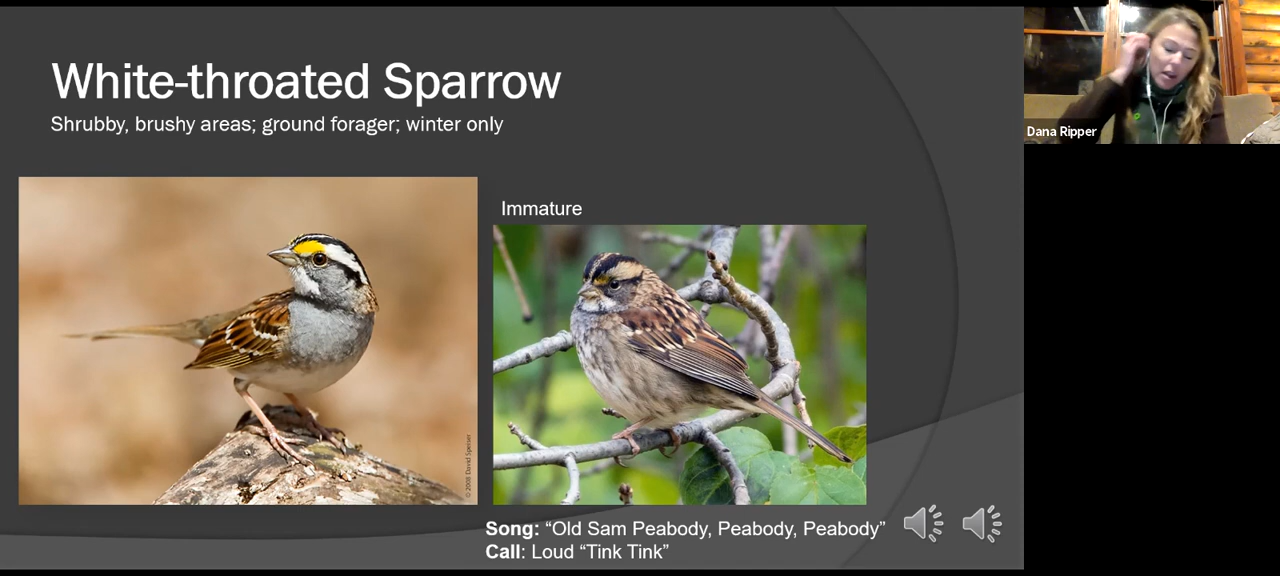 White-throated Sparrow
Shrubby, brushy areas; ground forager; winter only
Immature
© 2008 David Speiser
Song: “Old Sam Peabody, Peabody, Peabody”
Call: Loud “Tink Tink”
Dana Ripper